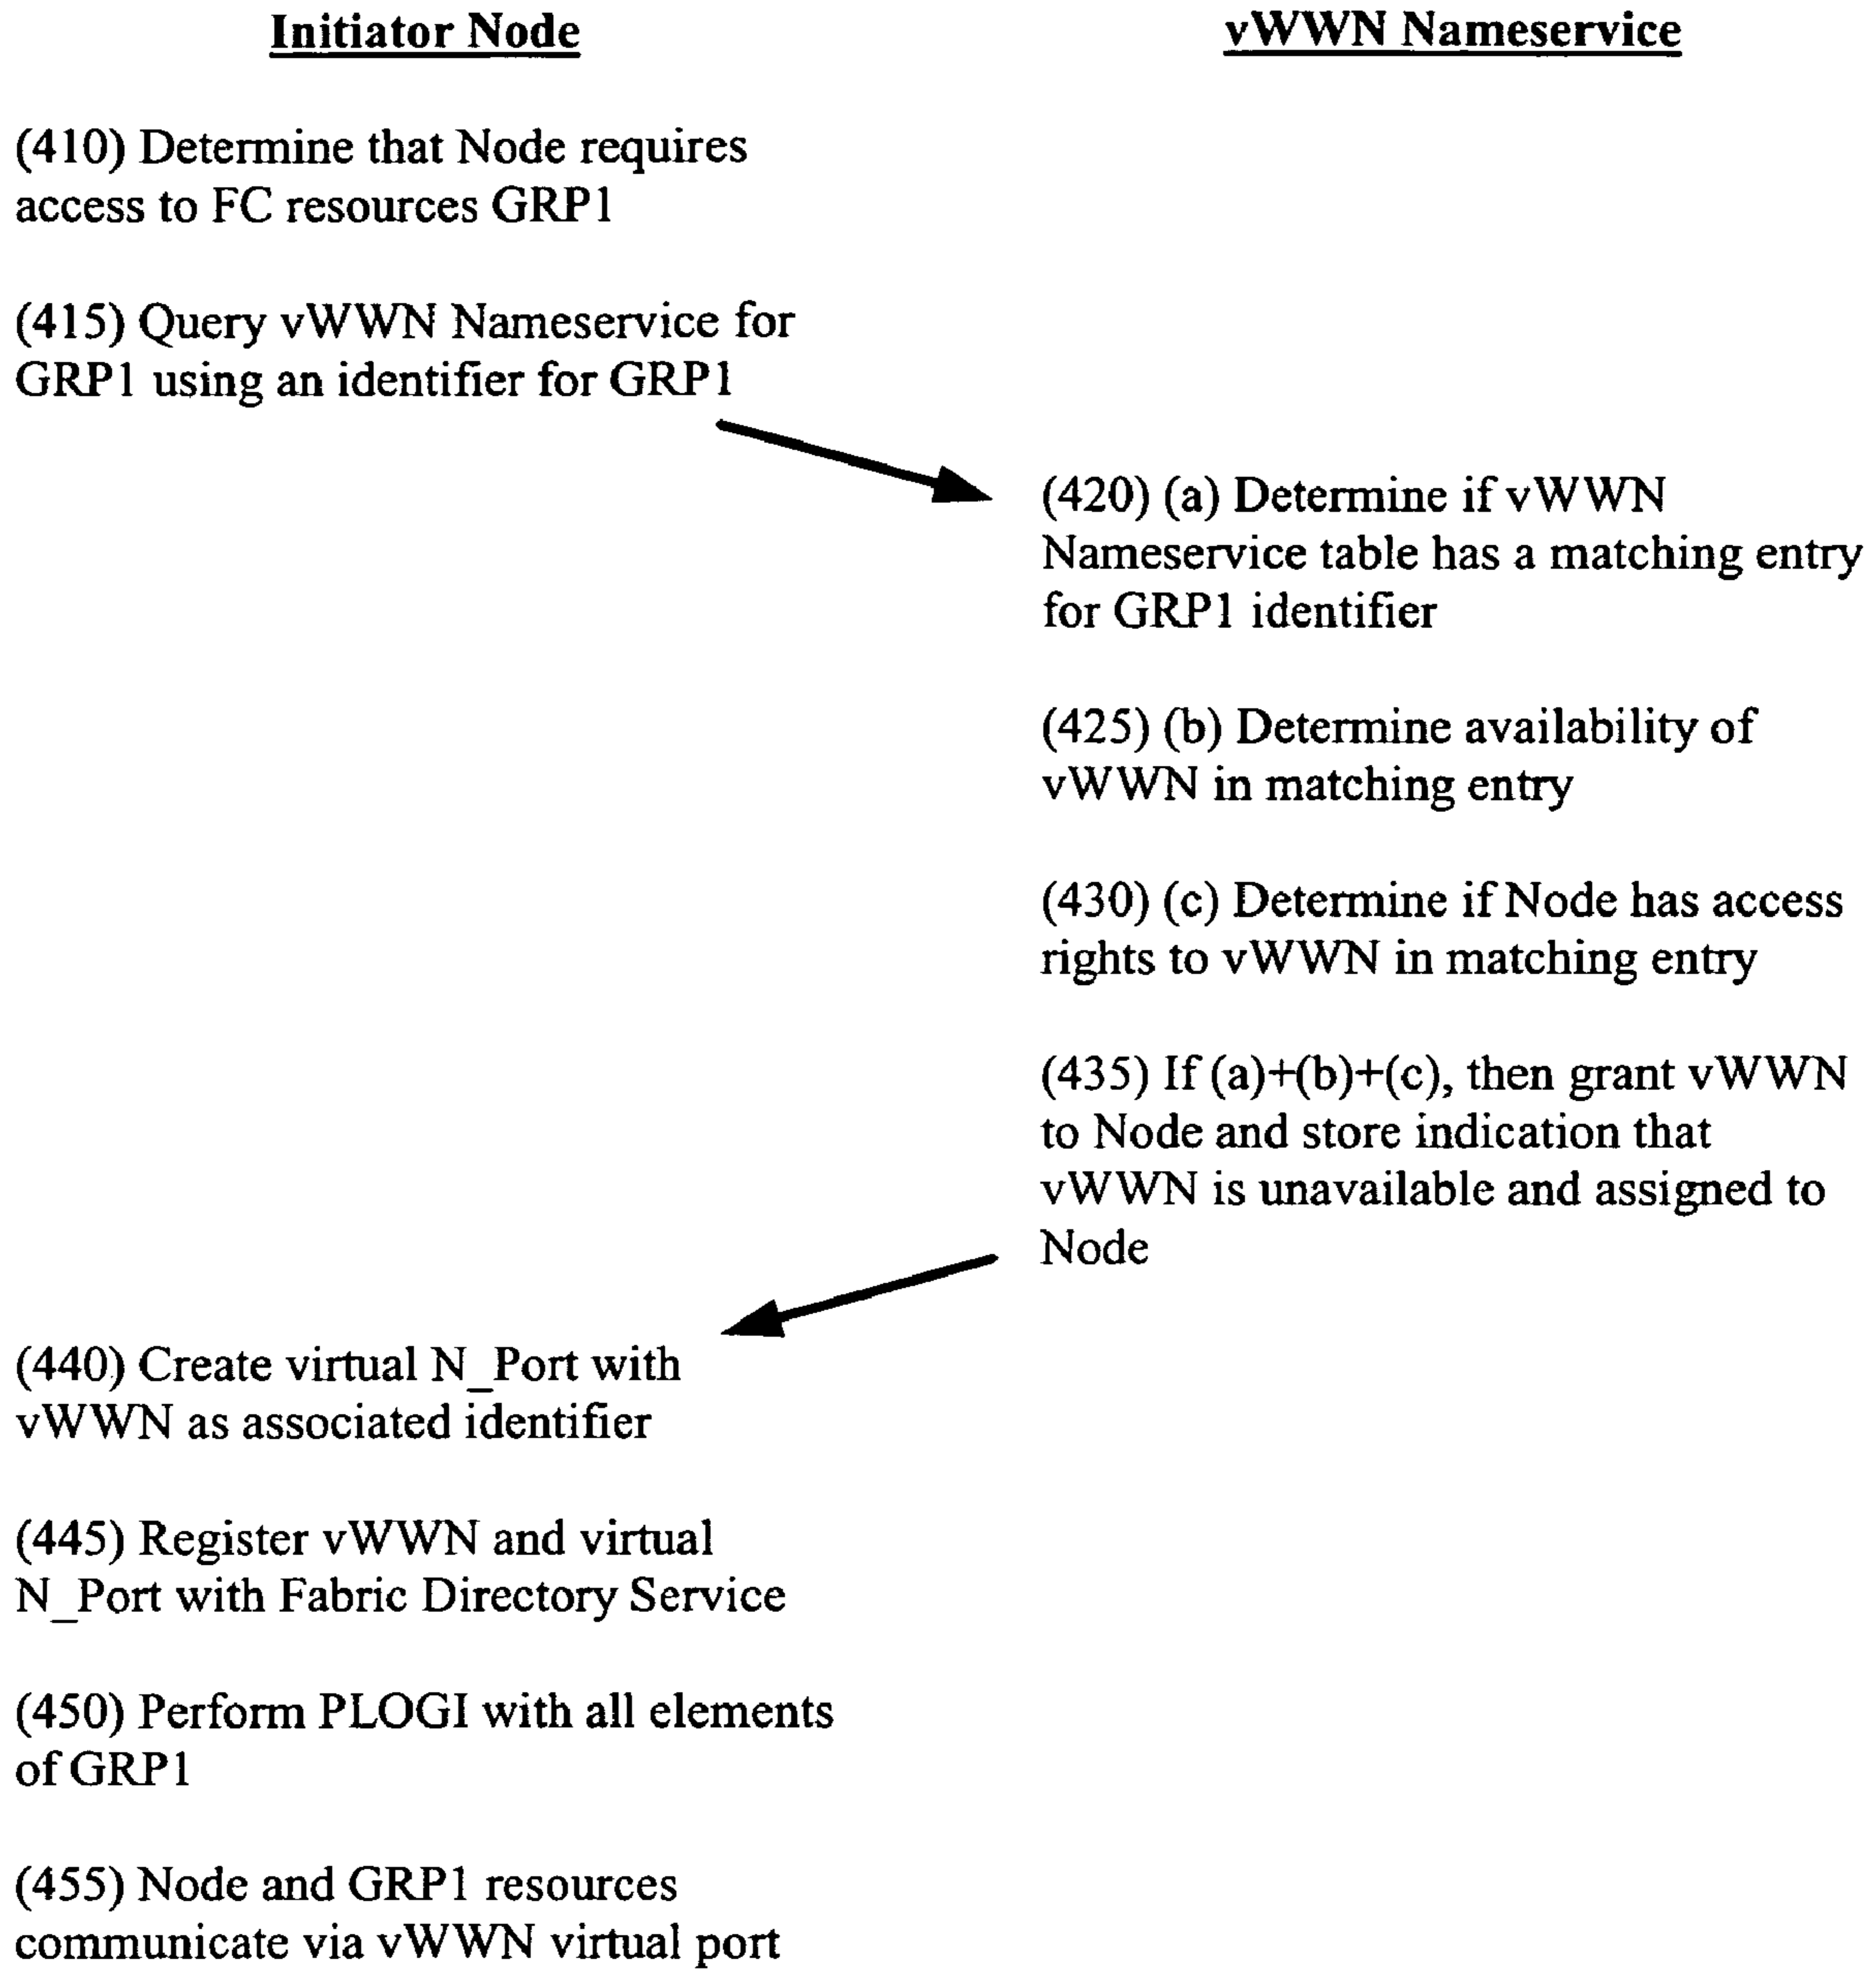 Initiator Node
vWWN Nameservice
(410) Determine that Node requires
access to FC resources GRP1
(415) Query vWWN Nameservice for
GRP1 using an identifier for GRP1
(420) (a) Determine if vWWN
Nameservice table has a matching entry
for GRP1 identifier
(425) (b) Determine availability of
vWWN in matching entry
(430) (c) Determine if Node has access
rights to vWWN in matching entry
(435) If (a)+(b)+(c), then grant vWWN
to Node and store indication that
vWWN is unavailable and assigned to
Node
(440) Create virtual N_Port with
vWWN as associated identifier
(445) Register vWWN and virtual
N_Port with Fabric Directory Service
(450) Perform PLOGI with all elements
of GRP1
(455) Node and GRP1 resources
communicate via vWWN virtual port